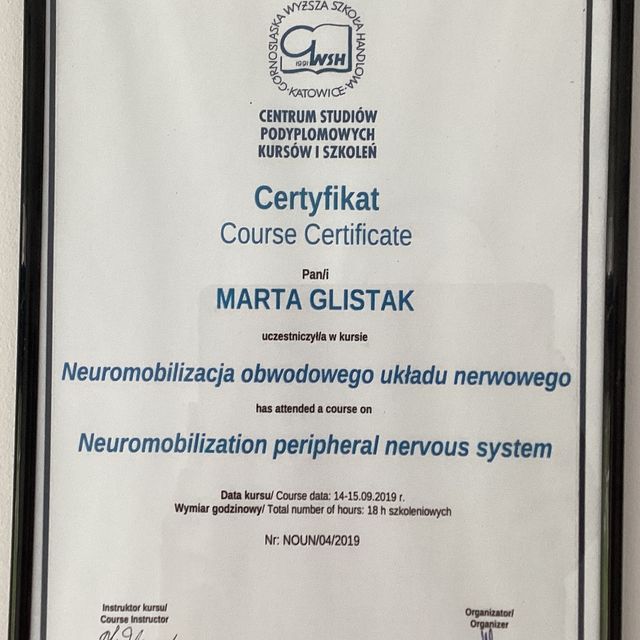 GÓRNOŚLĄSKA WYŻSZA SZKOŁA HANDLOWA
1991 GWSH
KATOWICE
CENTRUM STUDIÓW
PODYPLOMOWYCH
KURSÓW I SZKOLEŃ
Certyfikat
Course Certificate
Pan/i
MARTA GLISTAK
uczestniczył/a w kursie
Neuromobilizacja obwodowego układu nerwowego
has attended a course on
Neuromobilization peripheral nervous system
Data kursu/ Course data: 14-15.09.2019 r.
Wymiar godzinowy/ Total number of hours: 18 h szkoleniowych
Nr: NOUN/04/2019
Instruktor kursu/
Course Instructor
Organizator/
Organizer